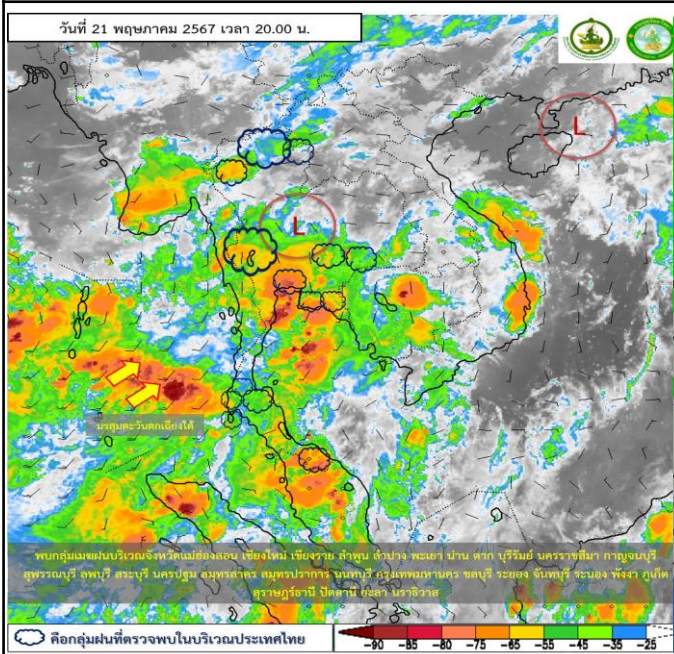 วันที่ 21 พฤษภาคม 2567 เวลา 20.00 น.
L
L
มรสุมตะวันตกเฉียงใต้
พบกลุ่มเมฆฝนบริเวณจังหวัดแม่ฮ่องสอน เชียงใหม่ เชียงราย ลำพูน ลำปาง พะเยา น่าน ตาก บุรีรัมย์ นครราชสีมา กาญจนบุรี
สุพรรณบุรี ลพบุรี สระบุรี นครปฐม สมุทรสาคร สมุทรปราการ นนทบุรี กรุงเทพมหานคร ชลบุรี ระยอง จันทบุรี ระนอง พังงา ภูเก็ต
สุราษฎร์ธานี ปัตตานี ยะลา นราธิวาส
คือกลุ่มฝนที่ตรวจพบในบริเวณประเทศไทย
-90 -85 -80 -75 -65 -55 -45 -35 -25